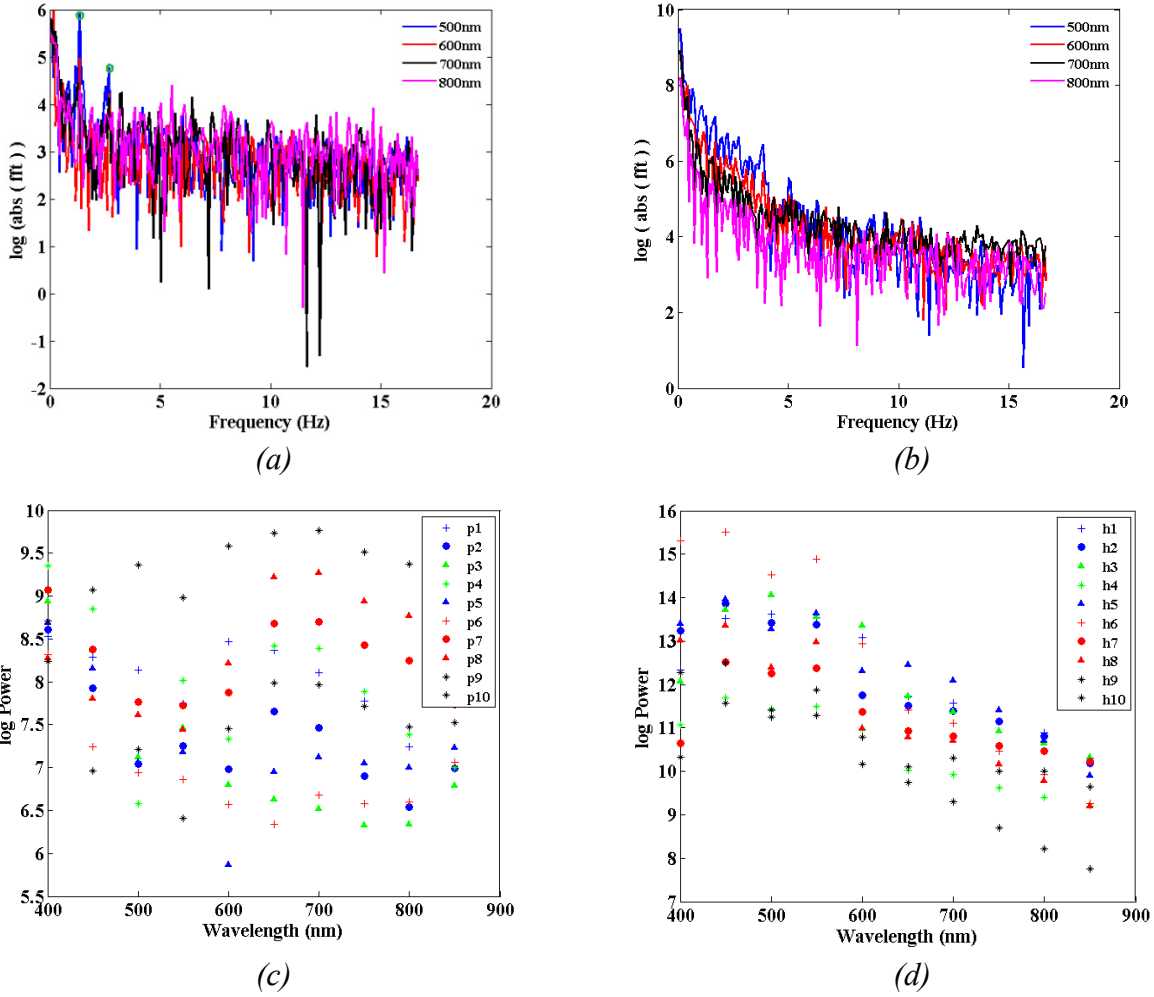 6
5
4
3
2
1
0
-1
-2
log (abs ( fft ) )
0 5 10 15 20
Frequency (Hz)
500nm
600nm
700nm
800nm
(a)
10
8
6
4
2
0
log ( abs ( fft ) )
0 5 10 15 20
Frequency (Hz)
500nm
600nm
700nm
800nm
(b)
10
9.5
9
8.5
8
7.5
7
6.5
6
5.5
log Power
400 500 600 700 800 900
Wavelength (nm)
p1
p2
p3
p4
p5
p6
p7
p8
p9
p10
(c)
16
15
14
13
12
11
10
9
8
7
log Power
400 500 600 700 800 900
Wavelength (nm)
h1
h2
h3
h4
h5
h6
h7
h8
h9
h10
(d)